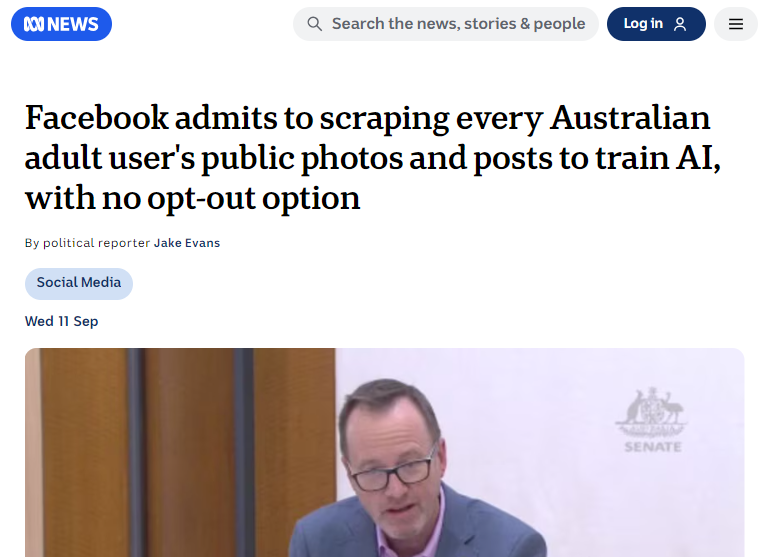 NEWS
Search the news, stories & people
Log in
Facebook admits to scraping every Australian
adult user's public photos and posts to train AI,
with no opt-out option
By political reporter Jake Evans
Social Media
Wed 11 Sep
SENATE